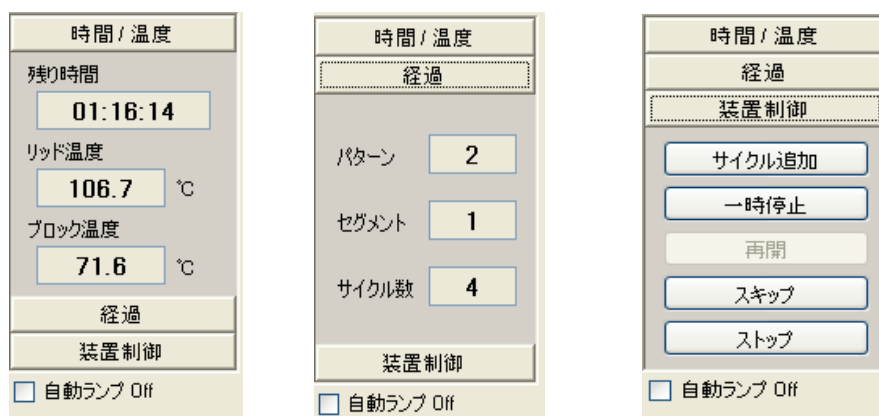 時間 / 温度
残り時間
01:16:14
リッド温度
106.7 ℃
ブロック温度
71.6 ℃
経過
装置制御
自動ランプ Off
時間 / 温度
経過
パターン 2
セグメント 1
サイクル数 4
装置制御
自動ランプ Off
時間 / 温度
経過
装置制御
サイクル追加
一時停止
再開
スキップ
ストップ
自動ランプ Off